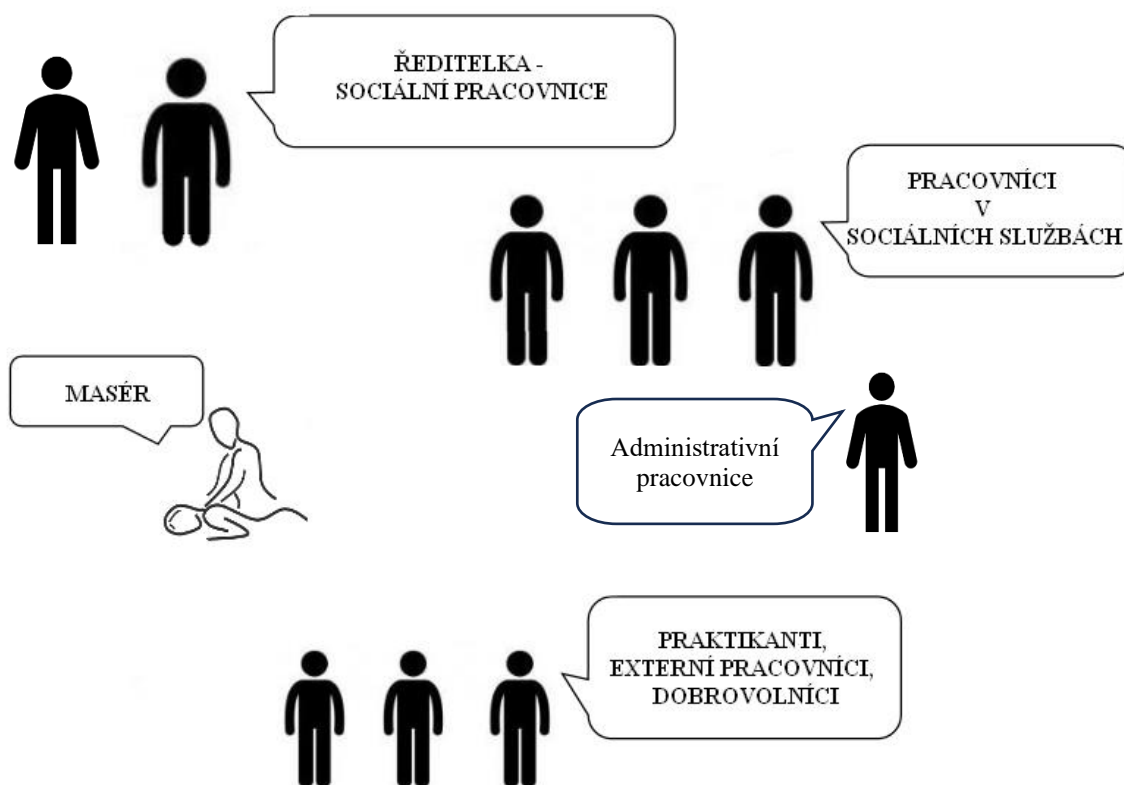 ŘEDITELKA -
SOCIÁLNÍ PRACOVNICE
PRACOVNÍCI
V
SOCIÁLNÍCH SLUŽBÁCH
MASÉR
Administrativní
pracovnice
PRAKTIKANTI,
EXTERNÍ PRACOVNÍCI,
DOBROVOLNÍCI